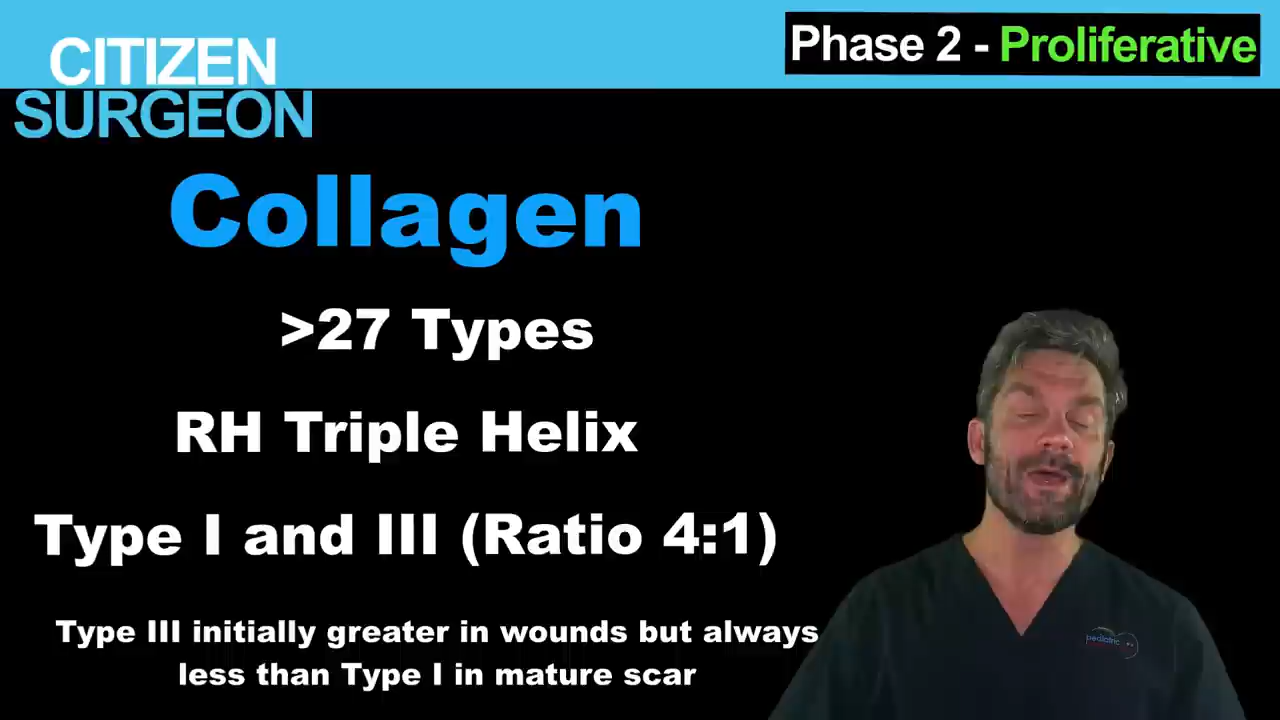 CITIZEN
SURGEON
Phase 2 - Proliferative
Collagen
>27 Types
RH Triple Helix
Type I and III (Ratio 4:1)
Type III initially greater in wounds but always
less than Type I in mature scar
pediatric